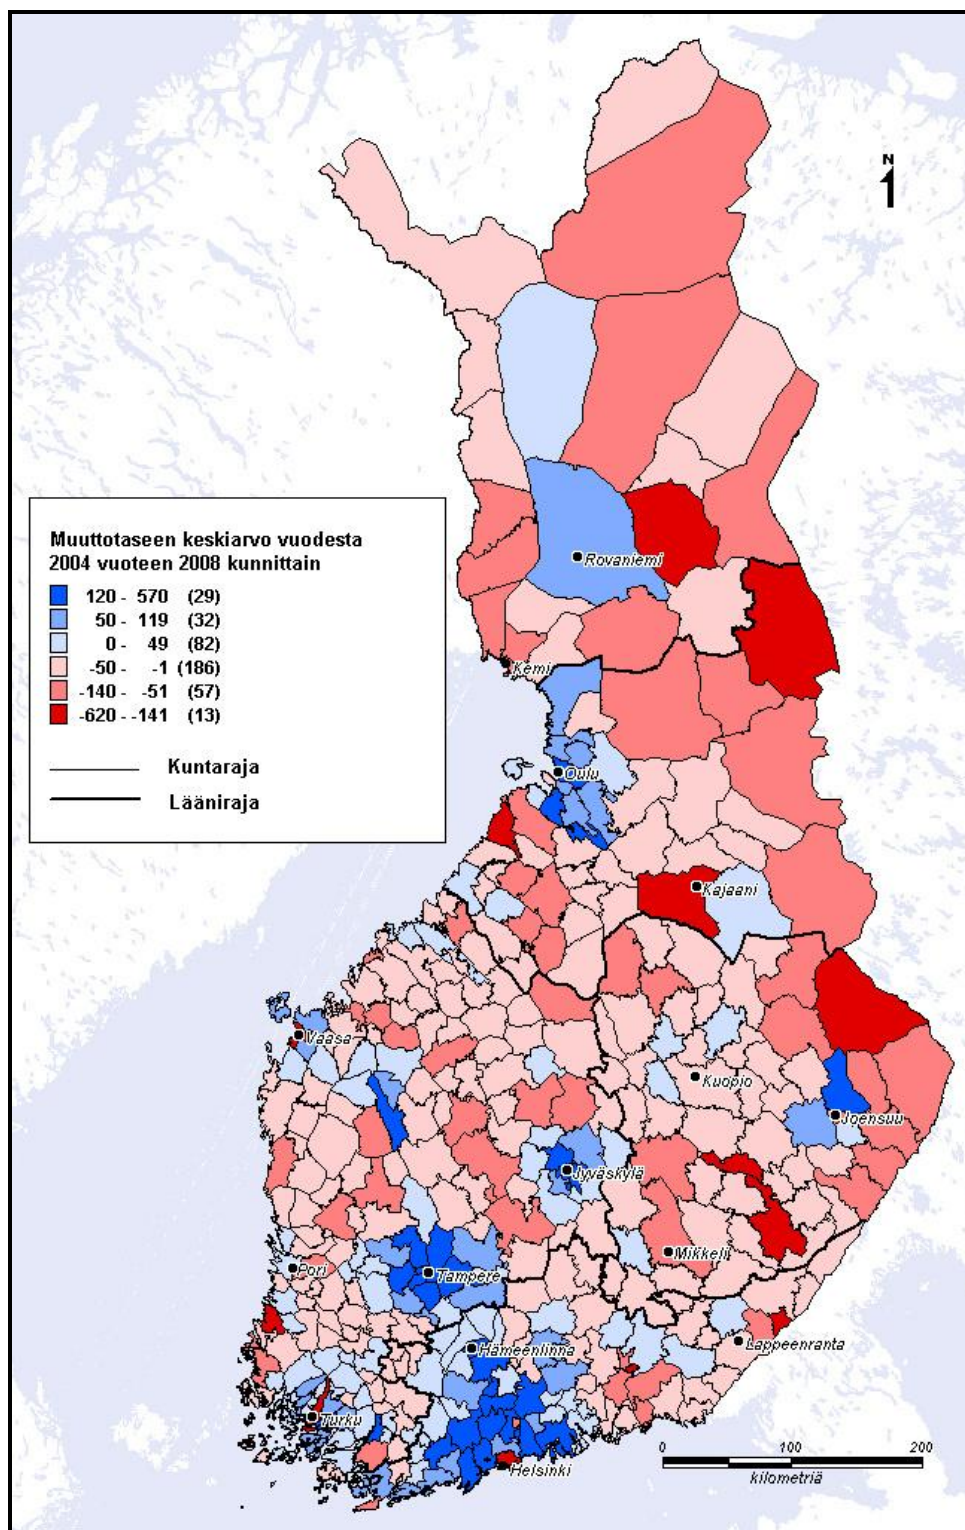 N
Rovaniemi
Muuttotaseen keskiarvo vuodesta
2004 vuoteen 2008 kunnittain
120 - 570 (29)
50 - 119 (32)
0 - 49 (82)
-50 - -1 (186)
-140 - -51 (57)
-620 - -141 (13)
Kuntaraja
Lääniraja
Kemi
Oulu
Kajaani
Vaasa
Kuopio
Joensuu
Jyväskylä
Mikkeli
Pori
Tampere
Lappeenranta
Hämeenlinna
Turku
Helsinki
0 100 200
kilometriä